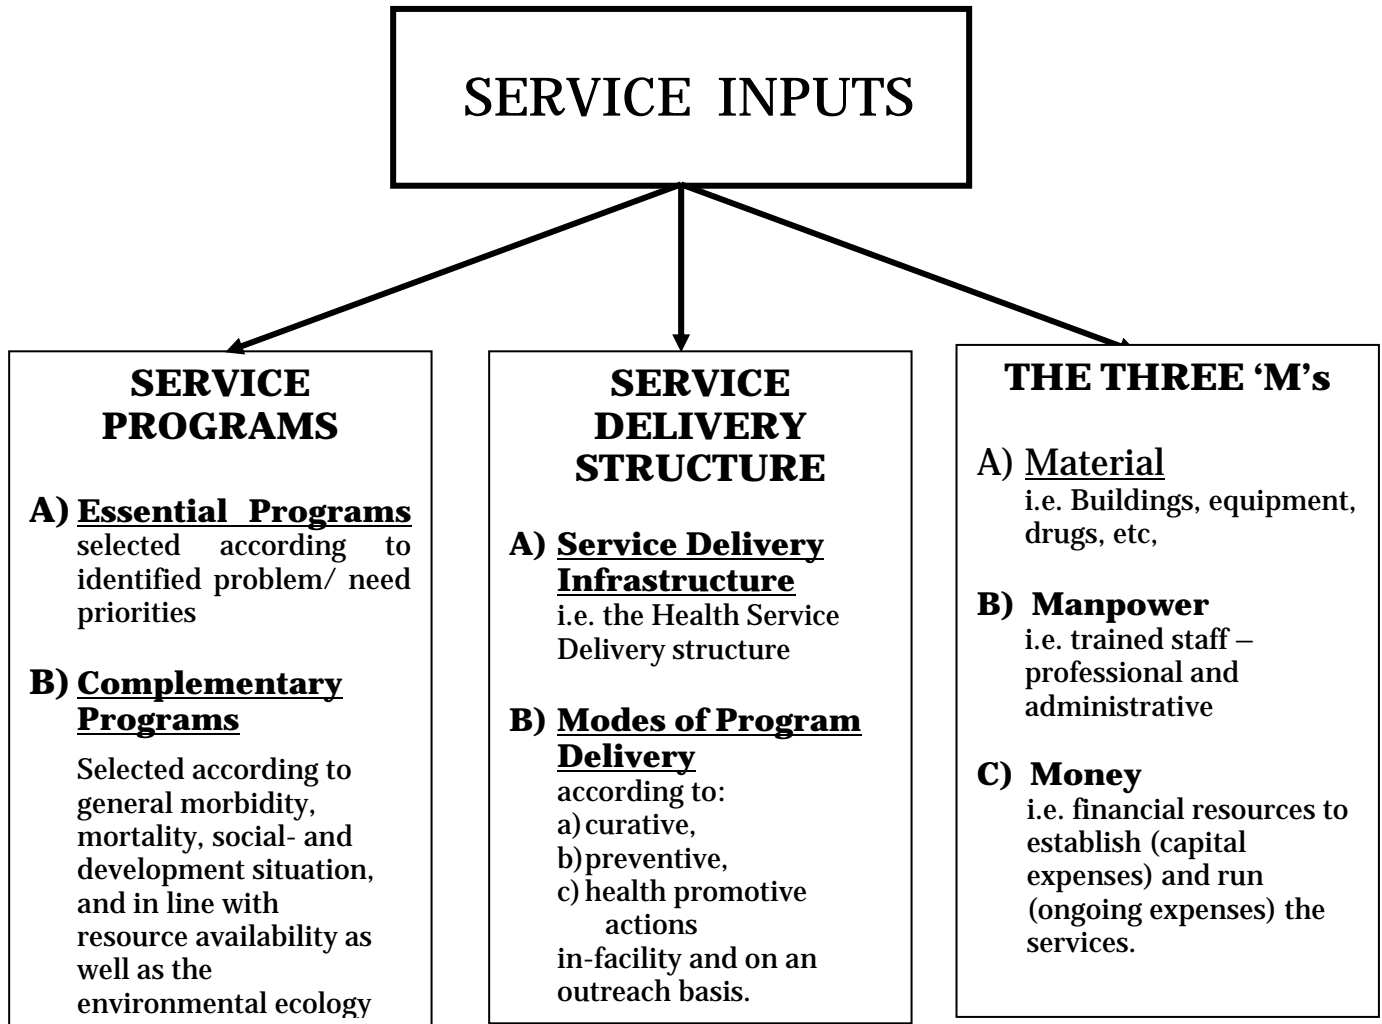 SERVICE INPUTS
SERVICE
PROGRAMS
A) Essential Programs
selected according to
identified problem/ need
priorities
B) Complementary
Programs
Selected according to
general morbidity,
mortality, social- and
development situation,
and in line with
resource availability as
well as the
environmental ecology
SERVICE
DELIVERY
STRUCTURE
A) Service Delivery
Infrastructure
i.e. the Health Service
Delivery structure
B) Modes of Program
Delivery
according to:
a) curative,
b) preventive,
c) health promotive
actions
in-facility and on an
outreach basis.
THE THREE ‘M’s
A) Material
i.e. Buildings, equipment,
drugs, etc,
B) Manpower
i.e. trained staff –
professional and
administrative
C) Money
i.e. financial resources to
establish (capital
expenses) and run
(ongoing expenses) the
services.